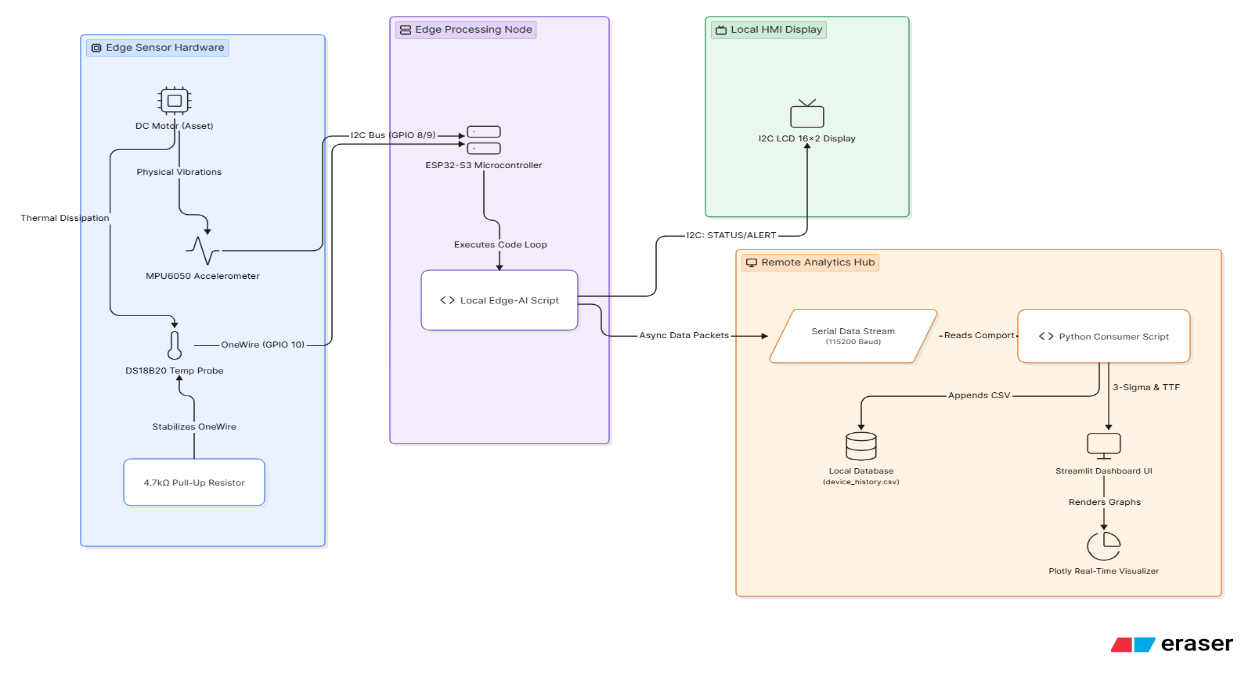 Edge Sensor Hardware
DC Motor (Asset)
Physical Vibrations
Thermal Dissipation
MPU6050 Accelerometer
OneWire (GPIO 10)
DS18B20 Temp Probe
Stabilizes OneWire
4.7kΩ Pull-Up Resistor
I2C Bus (GPIO 8/9)
Edge Processing Node
ESP32-S3 Microcontroller
Executes Code Loop
Local Edge-AI Script
Local HMI Display
I2C LCD 16×2 Display
I2C: STATUS/ALERT
Async Data Packets
Remote Analytics Hub
Serial Data Stream
(115200 Baud)
Reads Comport
Python Consumer Script
Appends CSV
3-Sigma & TTF
Local Database
(device_history.csv)
Streamlit Dashboard UI
Renders Graphs
Plotly Real-Time Visualizer
eraser